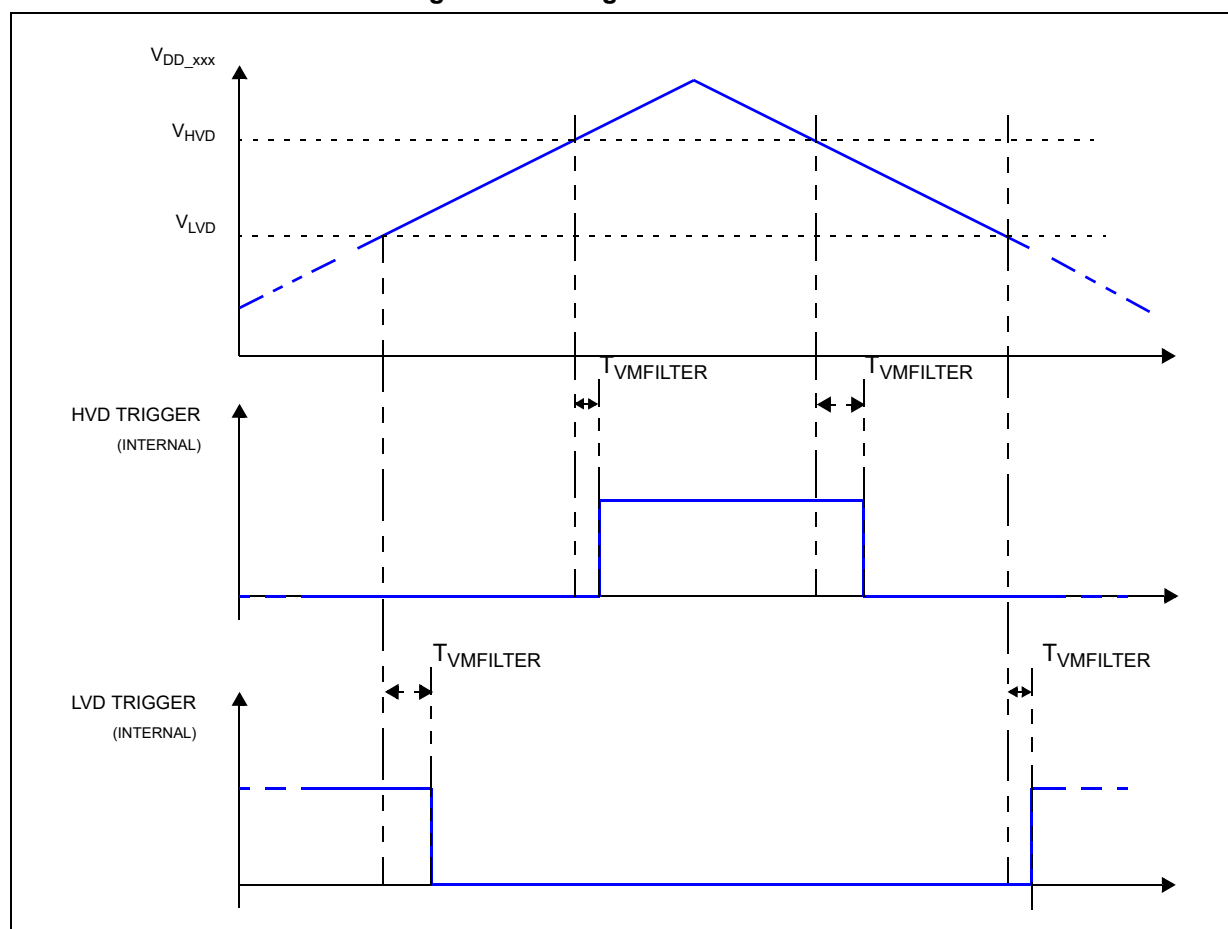 V_DD_xxx
V_HVD
V_LVD
T_VMFILTER T_VMFILTER
HVD TRIGGER
(INTERNAL)
T_VMFILTER T_VMFILTER
LVD TRIGGER
(INTERNAL)